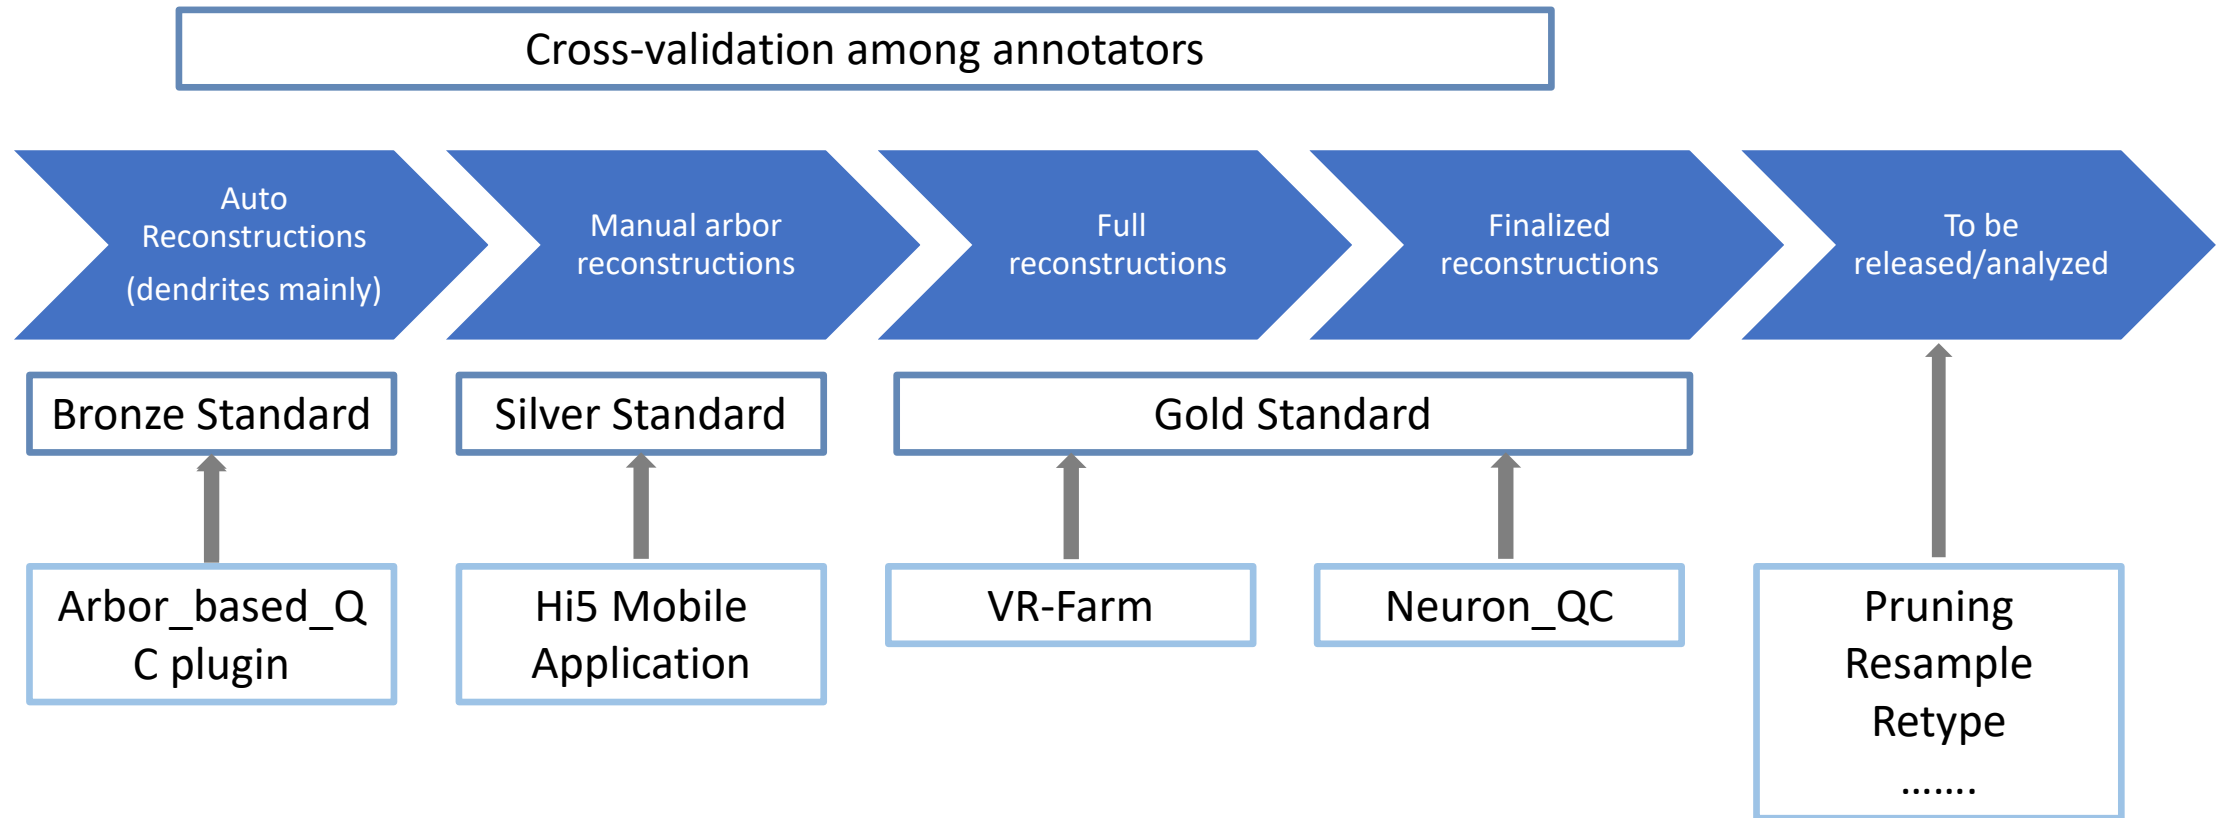 Cross-validation among annotators
Auto
Reconstructions
(dendrites mainly)
Manual arbor
reconstructions
Full
reconstructions
Finalized
reconstructions
To be
released/analyzed
Bronze Standard
Silver Standard
Gold Standard
Arbor_based_Q
C plugin
Hi5 Mobile
Application
VR-Farm
Neuron_QC
Pruning
Resample
Retype
.......